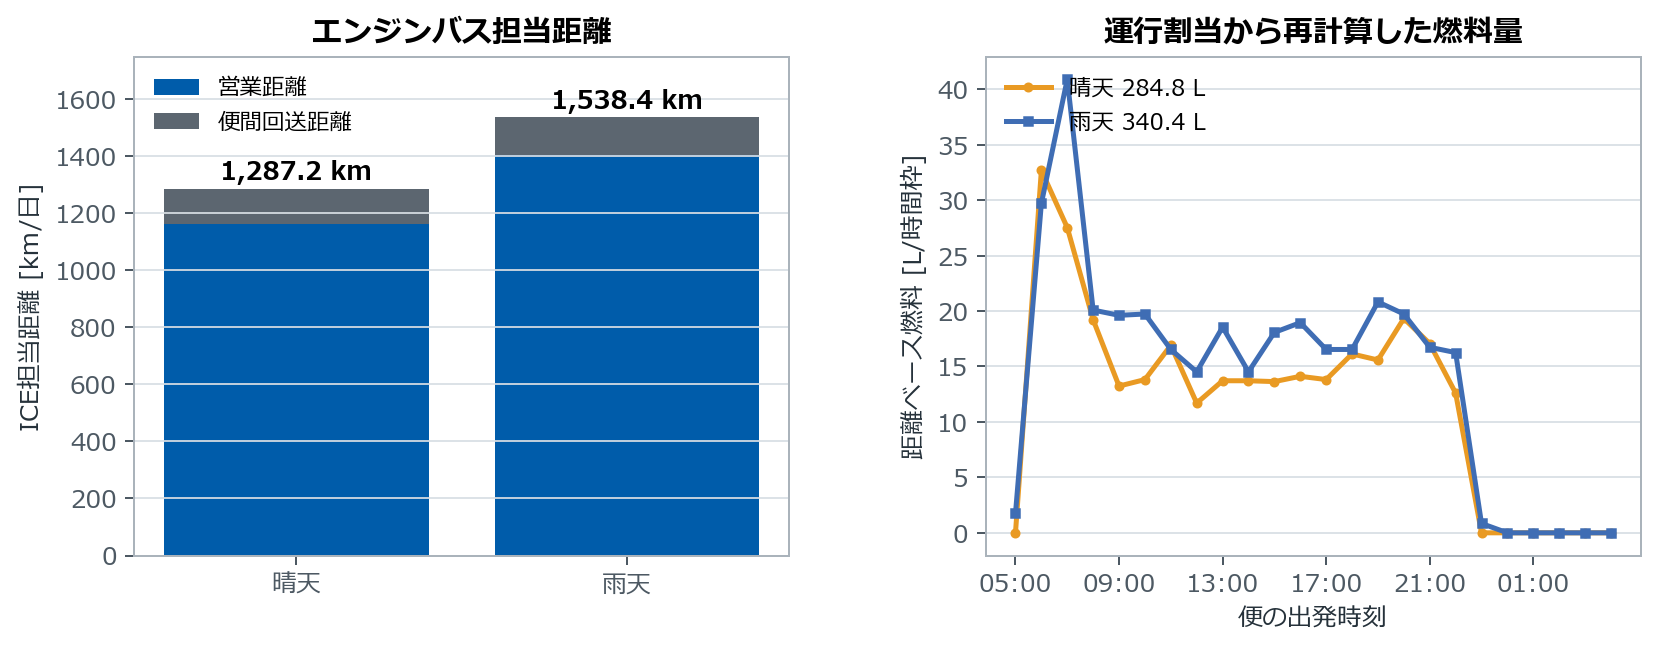 エンジンバス担当距離
営業距離
便間回送距離
1,287.2 km
1,538.4 km
ICE担当距離 [km/日]
1600
1400
1200
1000
800
600
400
200
0
晴天
雨天
運行割当から再計算した燃料量
晴天 284.8 L
雨天 340.4 L
距離ベース燃料 [L/時間枠]
40
35
30
25
20
15
10
5
0
05:00
09:00
13:00
17:00
21:00
01:00
便の出発時刻